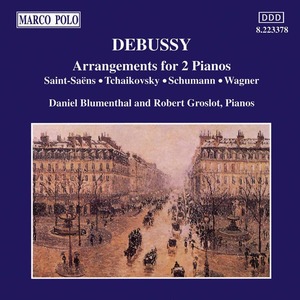 MARCO POLO
DDD
8.223378
DEBUSSY
Arrangements for 2 Pianos
Saint-Saëns • Tchaikovsky • Schumann • Wagner
Daniel Blumenthal and Robert Groslot, Pianos